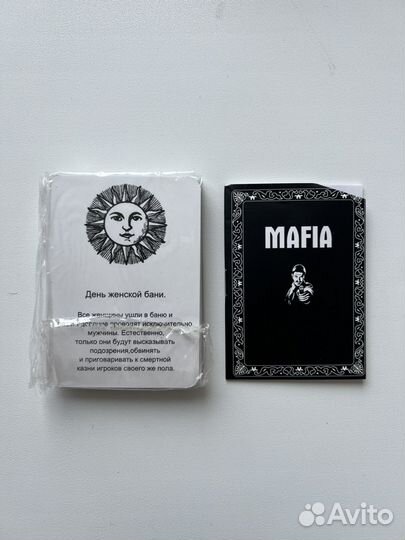 День женской бани.
Все женщины ушли в баню и
заседание проводят исключительно
мужчины. Естественно,
только они будут высказывать
подозрения,обвинять
и приговаривать к смертной
казни игроков своего же пола.
MAFIA
Avito